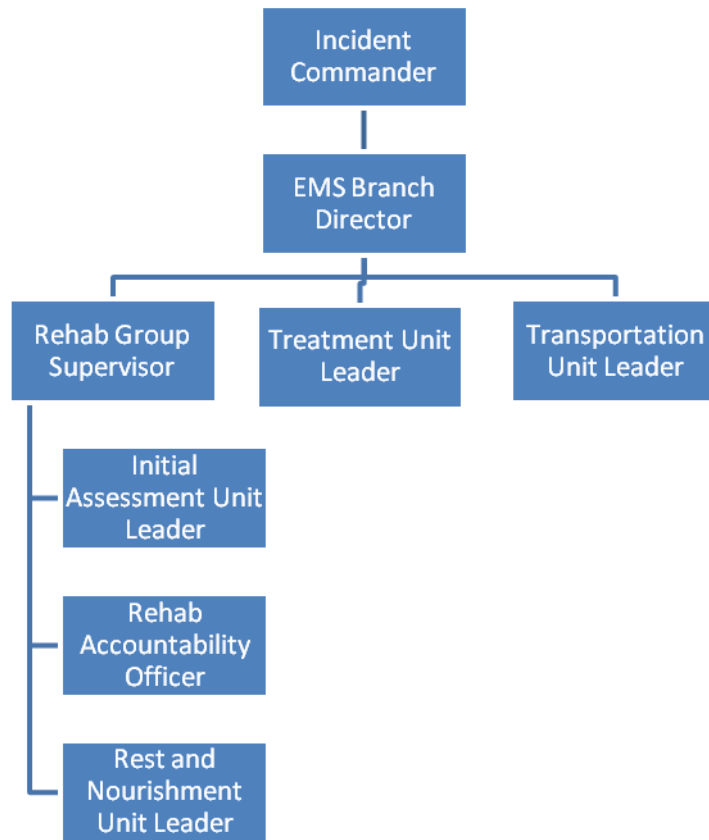 Incident
Commander
EMS Branch
Director
Rehab Group
Supervisor
Treatment Unit
Leader
Transportation
Unit Leader
Initial
Assessment Unit
Leader
Rehab
Accountability
Officer
Rest and
Nourishment
Unit Leader